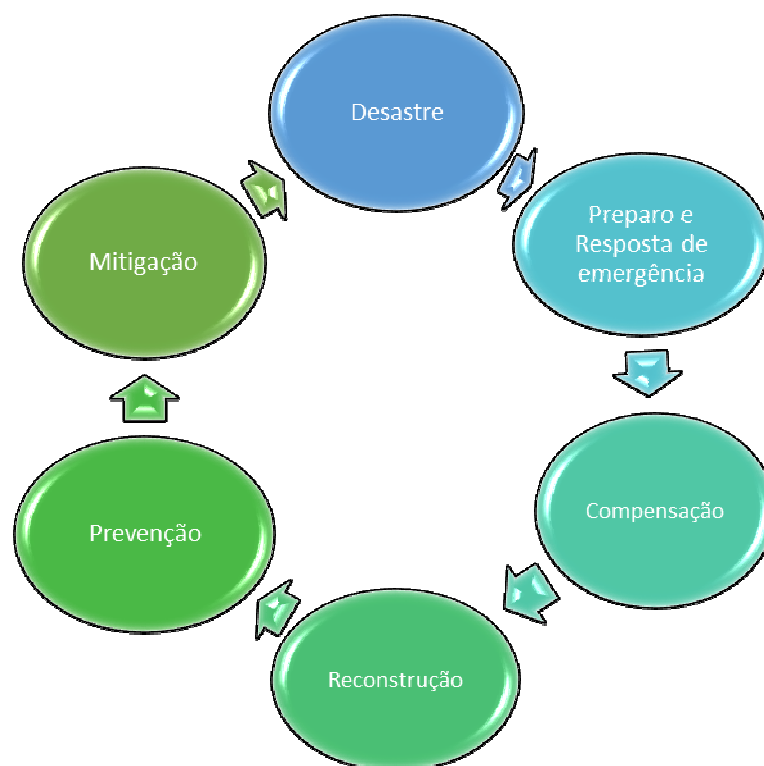 Desastre
Preparo e
Resposta de
emergência
Compensação
Reconstrução
Prevenção
Mitigação